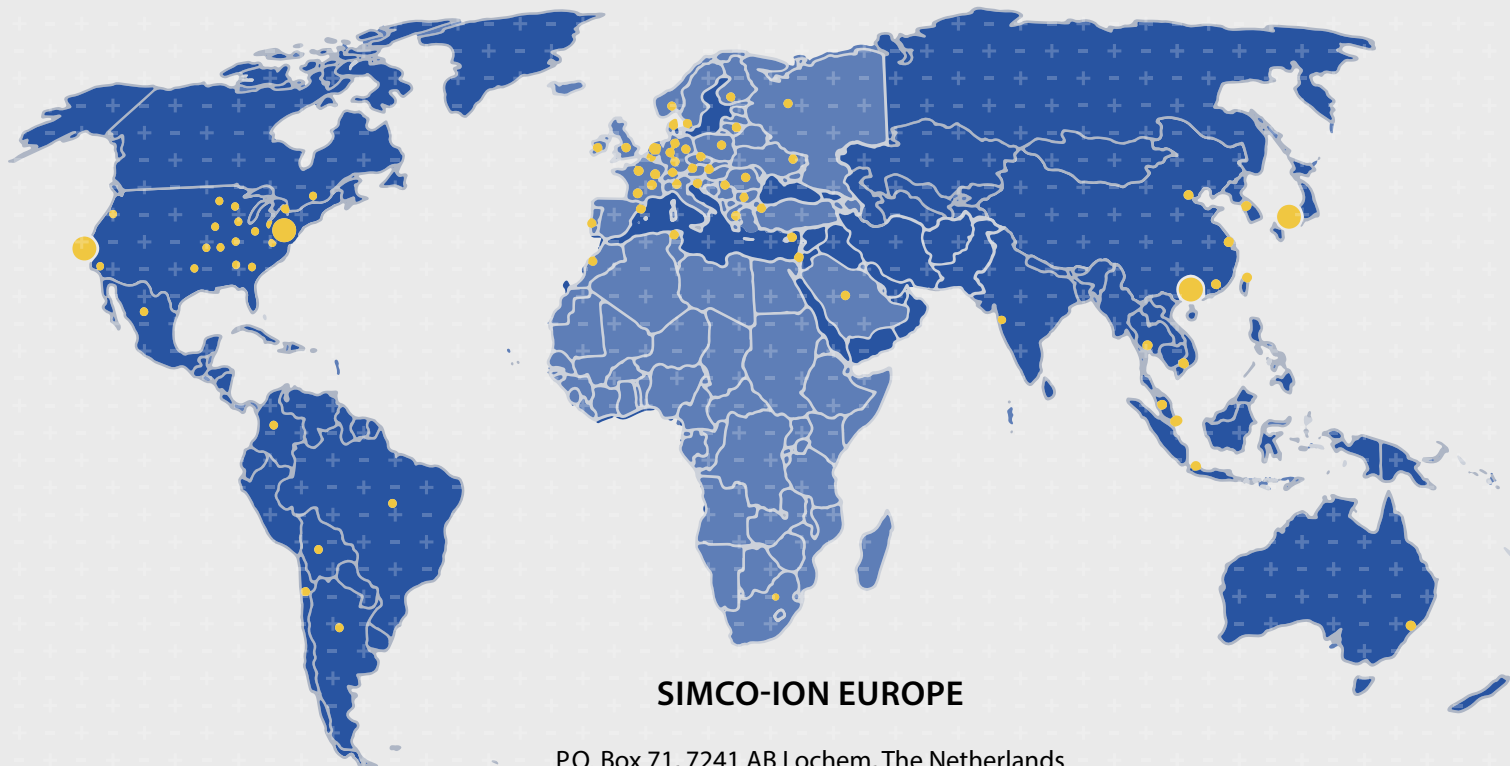 SIMCO-ION EUROPE
P.O. Box 71, 7241 AB Lochem, The Netherlands